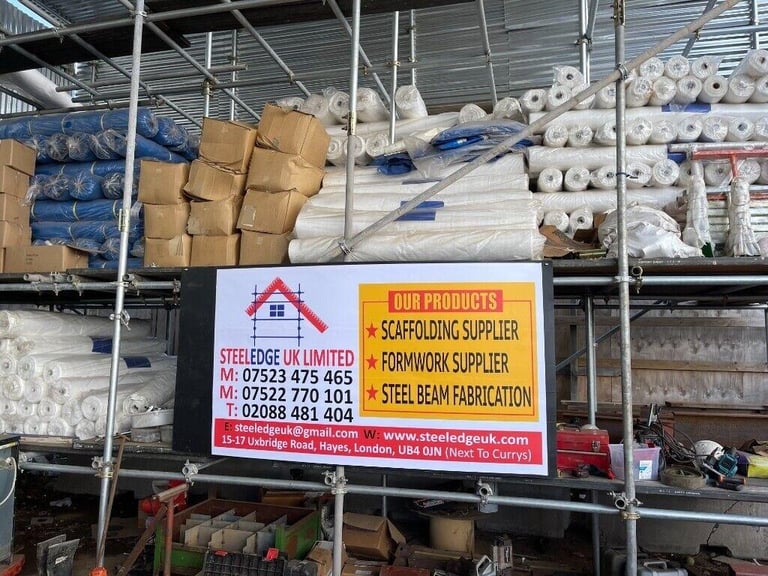 STEELEDGE UK LIMITED
M: 07523 475 465
M: 07522 770 101
T: 02088 481 404
OUR PRODUCTS
★ SCAFFOLDING SUPPLIER
★ FORMWORK SUPPLIER
★ STEEL BEAM FABRICATION
E: steeledgeuk@gmail.com W: www.steeledgeuk.com
15-17 Uxbridge Road, Hayes, London, UB4 0JN (Next To Currys)